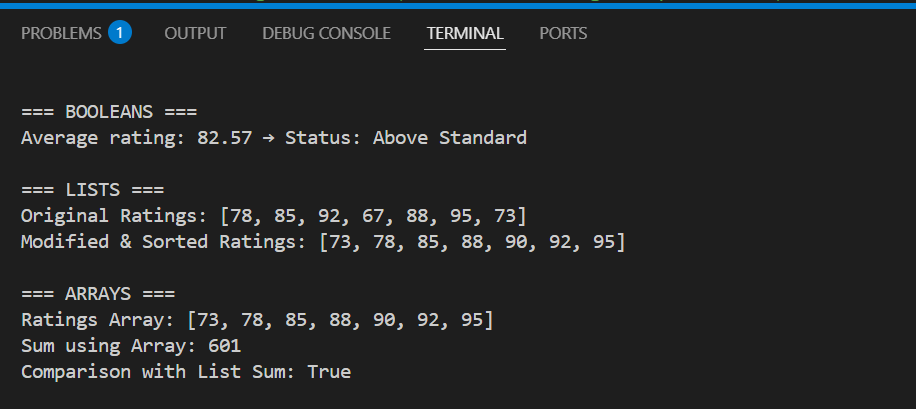 PROBLEMS 1 OUTPUT DEBUG CONSOLE TERMINAL PORTS
=== BOOLEANS ===
Average rating: 82.57 → Status: Above Standard
=== LISTS ===
Original Ratings: [78, 85, 92, 67, 88, 95, 73]
Modified & Sorted Ratings: [73, 78, 85, 88, 90, 92, 95]
=== ARRAYS ===
Ratings Array: [73, 78, 85, 88, 90, 92, 95]
Sum using Array: 601
Comparison with List Sum: True